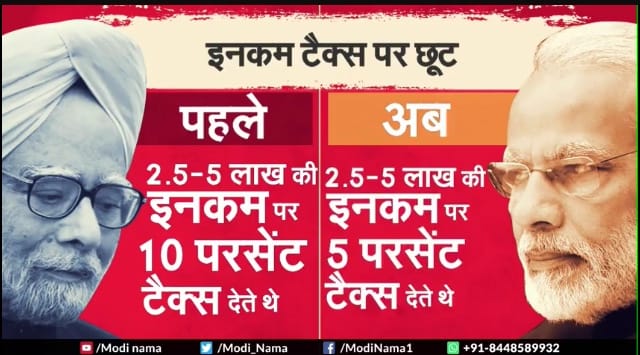 इनकम टैक्स पर छूट
पहले
2.5-5 लाख की
इनकम पर
10 परसेंट
टैक्स देते थे
अब
2.5-5 लाख की
इनकम पर
5 परसेंट
टैक्स देते थे
/Modi nama /Modi_Nama /ModiNama1 +91-8448589932